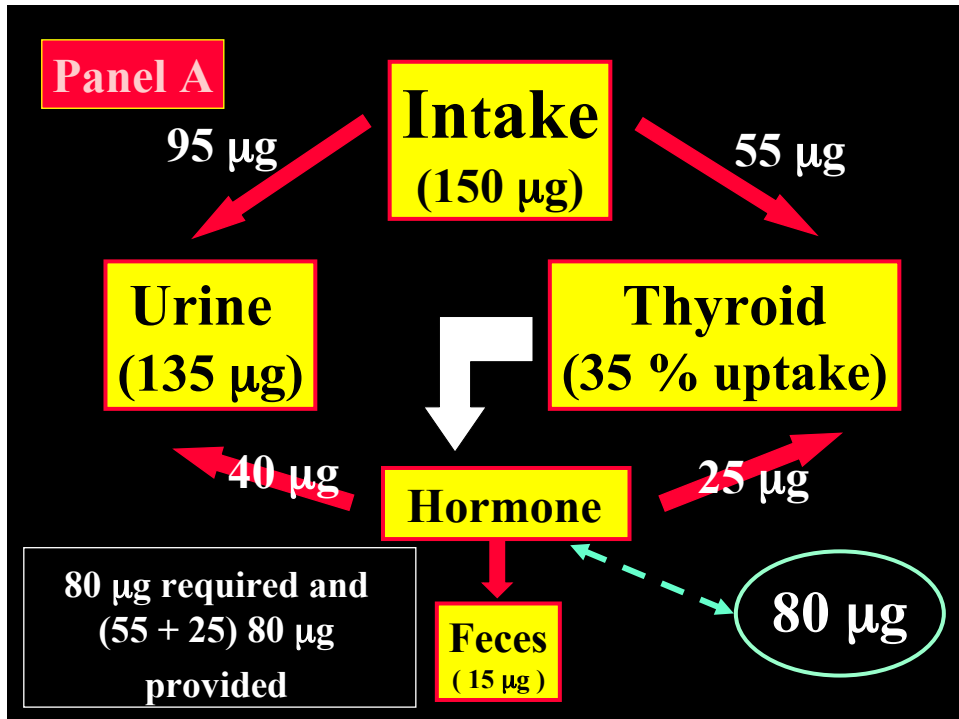 Panel A
Intake
(150 μg)
95 μg
55 μg
Urine
(135 μg)
Thyroid
(35 % uptake)
40 μg
25 μg
Hormone
80 μg required and
(55 + 25) 80 μg
provided
Feces
( 15 μg )
80 μg